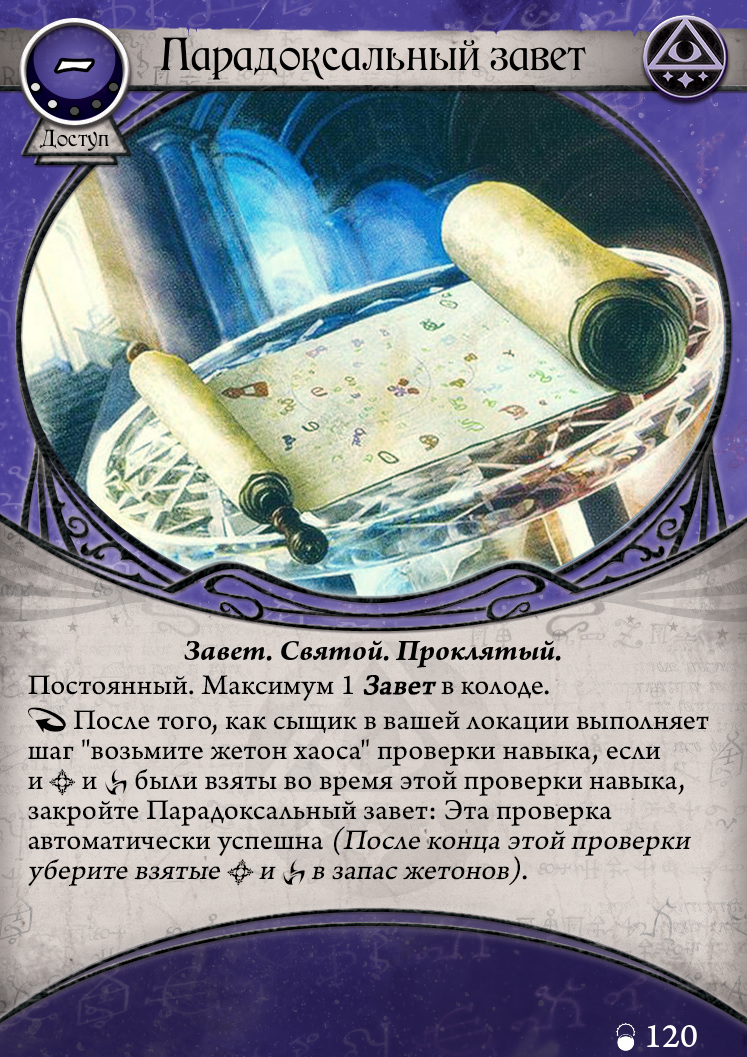 –
Парадоксальный завет
Доступ
Завет. Святой. Проклятый.
Постоянный. Максимум 1 Завет в колоде.
После того, как сыщик в вашей локации выполняет
шаг "возьмите жетон хаоса" проверки навыка, если
и и были взяты во время этой проверки навыка,
закройте Парадоксальный завет: Эта проверка
автоматически успешна (После конца этой проверки
уберите взятые и в запас жетонов).
120